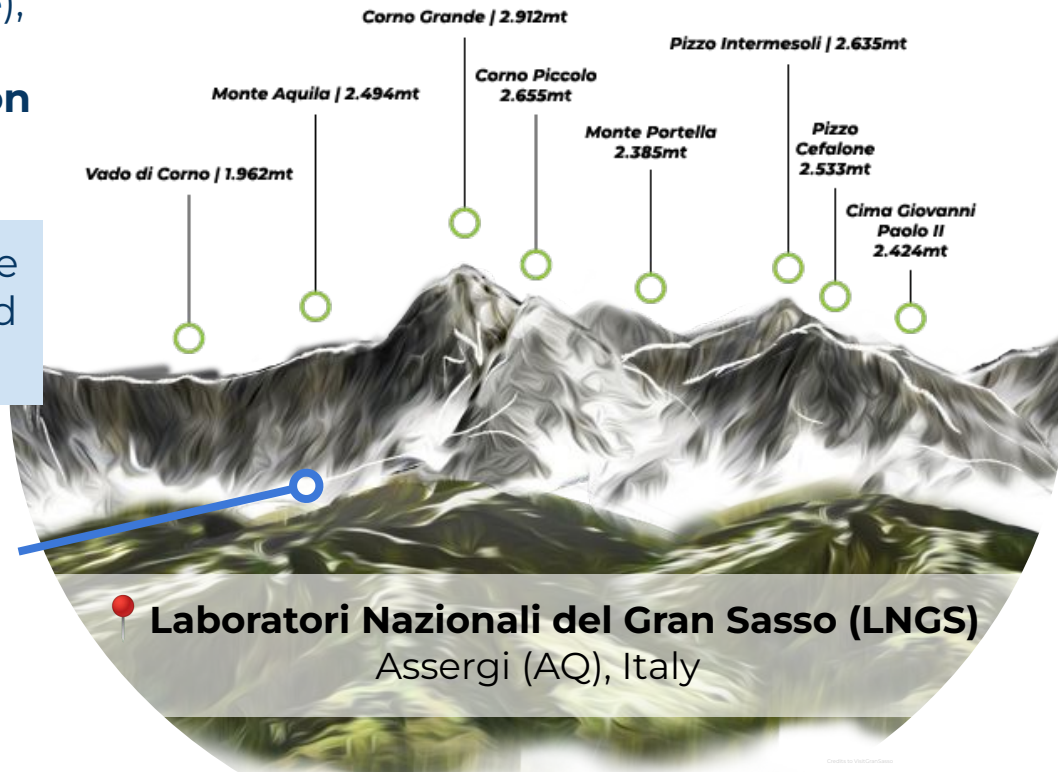 ),
on
e
d
Corno Grande | 2.912mt
Pizzo Intermesoli | 2.635mt
Corno Piccolo
2.655mt
Monte Aquila | 2.494mt
Monte Portella
2.385mt
Pizzo
Cefalone
2.533mt
Vado di Corno | 1.962mt
Cima Giovanni
Paolo II
2.424mt
Laboratori Nazionali del Gran Sasso (LNGS)
Assergi (AQ), Italy